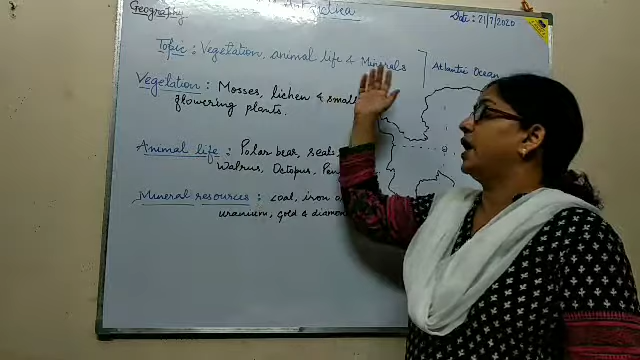 Geography
Date: 21/7/2020
Topic: Vegetation, animal life & Minerals
Atlantic Ocean
Vegetation: Mosses, lichen & small
flowering plants.
Animal life: Polar bear, seals
Walrus, Octopus,
Mineral resources: coal, iron
uranium, gold & diamond